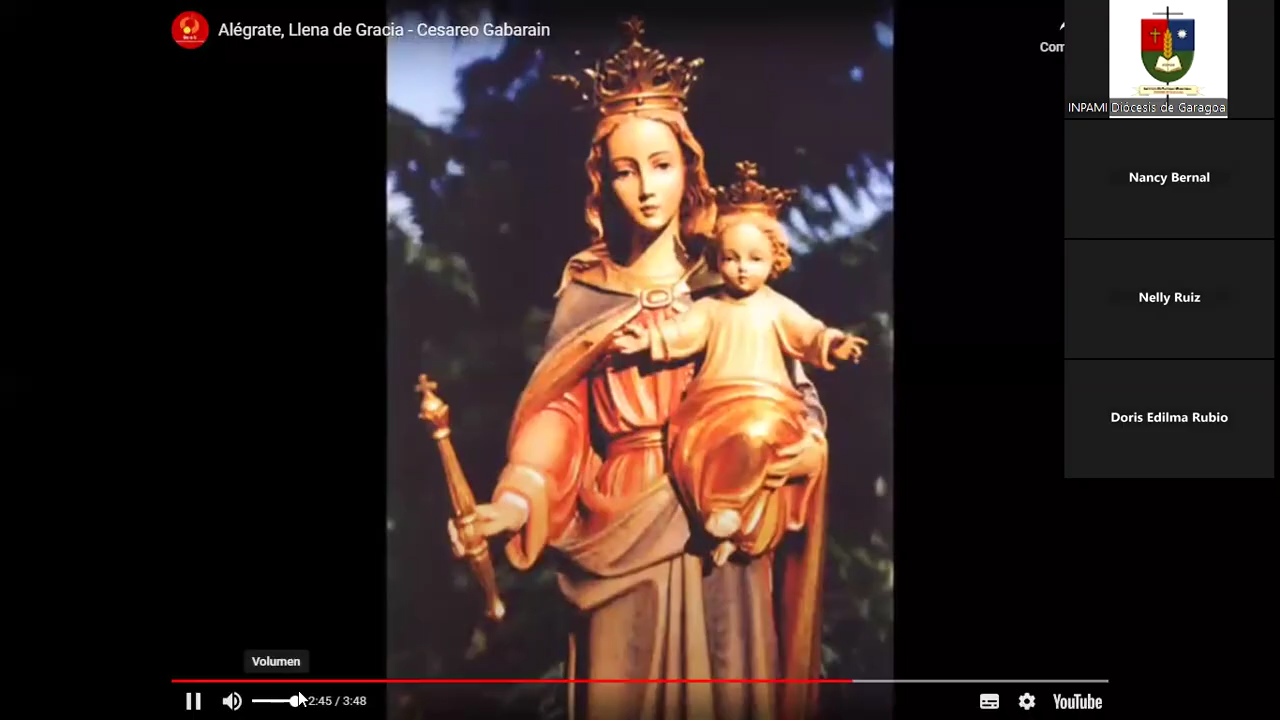 Alégrate, Llena de Gracia - Cesareo Gabarain
Com
INPAMI Diócesis de Garagoa
Nancy Bernal
Nelly Ruiz
Doris Edilma Rubio
Volumen
2:45 / 3:48
YouTube